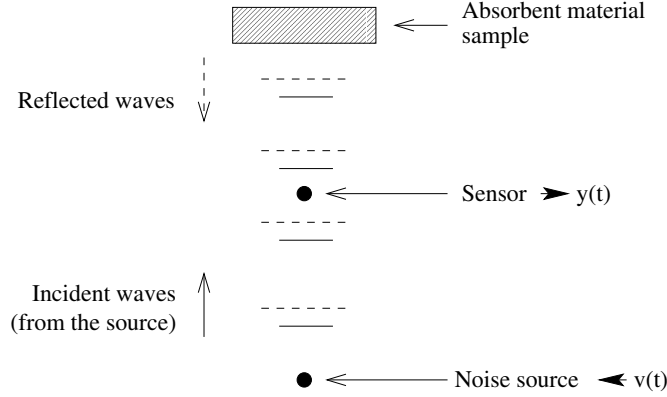 Absorbent material
sample
Reflected waves
Sensor
y(t)
Incident waves
(from the source)
Noise source
v(t)